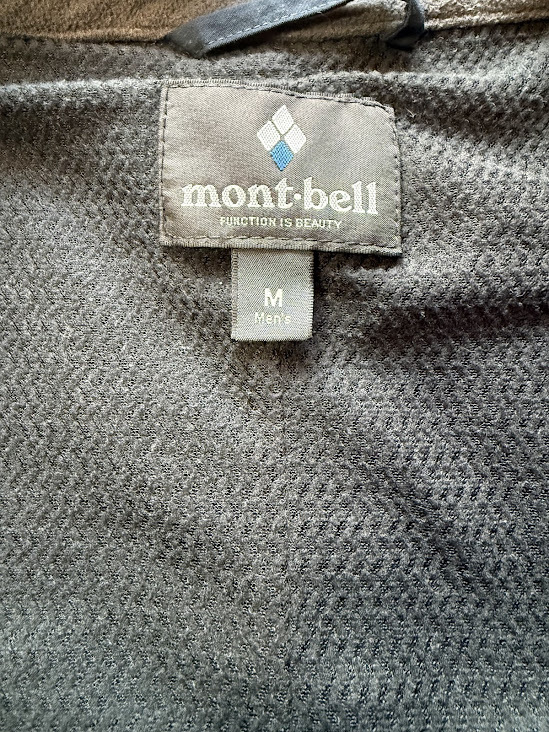 mont·bell
FUNCTION IS BEAUTY
M
Men's